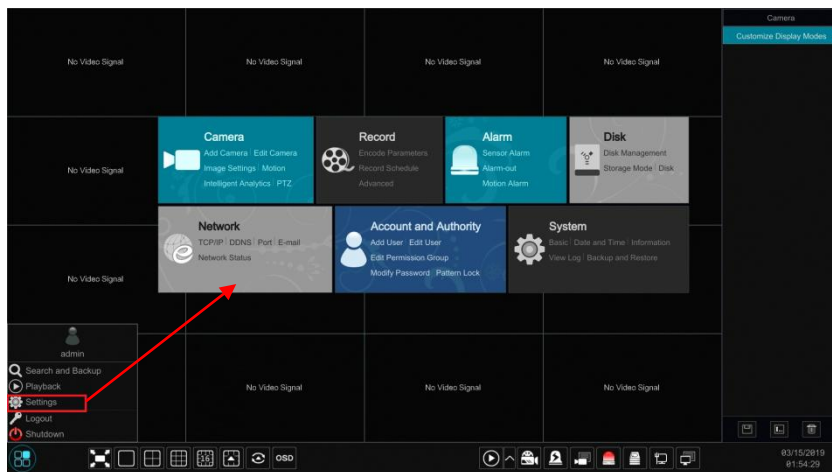 Camera
Customize Display Modes
No Video Signal
No Video Signal
No Video Signal
No Video Signal
Camera
Add Camera | Edit Camera
Image Settings | Motion
Intelligent Analytics | PTZ
Record
Encode Parameters
Record Schedule
Advanced
Alarm
Sensor Alarm
Alarm-out
Motion Alarm
Disk
Disk Management
Storage Mode | Disk
No Video Signal
Network
TCP/IP | DDNS | Port | E-mail
Network Status
Account and Authority
Add User | Edit User
Edit Permission Group
Modify Password | Pattern Lock
System
Basic | Date and Time | Information
View Log | Backup and Restore
No Video Signal
admin
Search and Backup
Playback
Settings
Logout
Shutdown
No Video Signal
No Video Signal
No Video Signal
16
OSD
03/15/2019
01:54:29